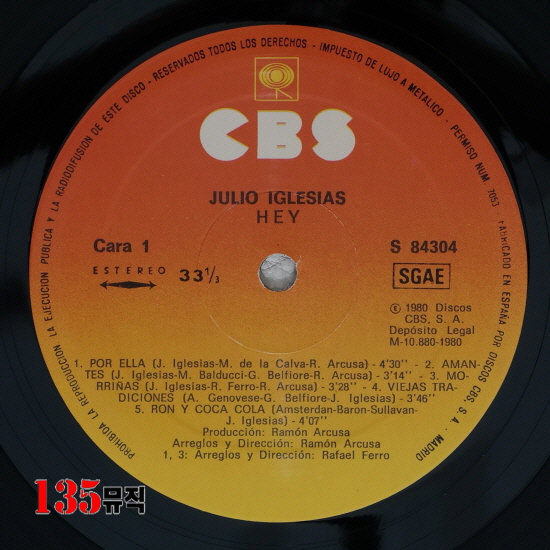 PROHIBIDA LA REPRODUCCION, LA EJECUCION PUBLICA Y LA RADIODIFUSION DE ESTE DISCO - RESERVADOS TODOS LOS DERECHOS - IMPUESTO DE LUJO A METALICO - PERMISO NUM. 7053 - FABRICADO EN ESPAÑA POR DISCOS CBS, S. A. - MADRID
CBS
JULIO IGLESIAS
HEY
Cara 1
S 84304
ESTEREO
33 1/3
SGAE
℗ 1980 Discos
CBS, S. A.
Depósito Legal
M-10.880-1980
1. POR ELLA (J. Iglesias-M. de la Calva-R. Arcusa) - 4'30" - 2. AMAN-
TES (J. Iglesias-M. Balducci-G. Belfiore-R. Arcusa) - 3'14" - 3. MO-
RRIÑAS (J. Iglesias-R. Ferro-R. Arcusa) - 3'28" - 4. VIEJAS TRA-
DICIONES (A. Genovese-G. Belfiore-J. Iglesias) - 3'46"
5. RON Y COCA COLA (Amsterdan-Baron-Sullavan-
J. Iglesias) - 4'07"
Producción: Ramón Arcusa
Arreglos y Dirección: Ramón Arcusa
1, 3: Arreglos y Dirección: Rafael Ferro
135뮤직